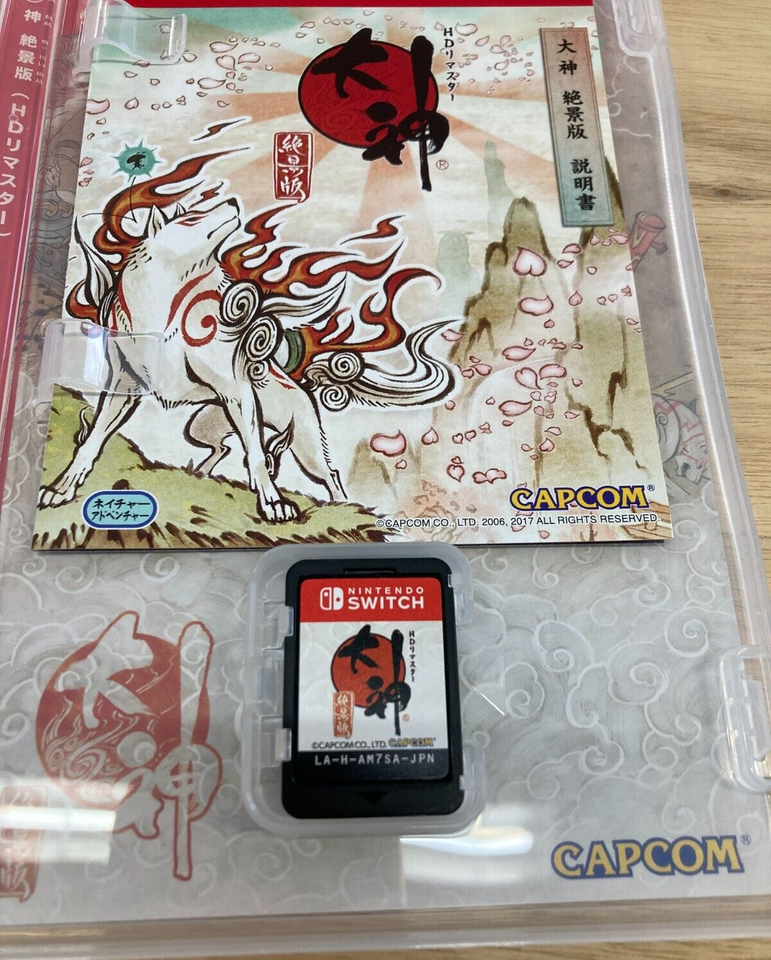 神 絶景版 (HDリマスター)
大神
HDリマスター
®
絶景版
大神 絶景版 説明書
ネイチャー
アドベンチャー
CAPCOM®
©CAPCOM CO., LTD. 2006, 2017 ALL RIGHTS RESERVED.
NINTENDO
SWITCH
大神
HDリマスター
絶景版
©CAPCOM CO., LTD. CAPCOM
LA-H-AM7SA-JPN
大神
CAPCOM®